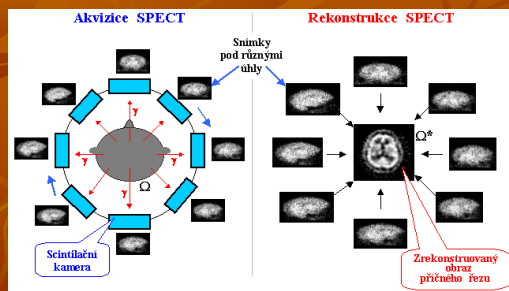 Akvizice SPECT
Rekonstrukce SPECT
Snímky
pod různými
úhly
γ
γ
γ
γ
γ
γ
Ω
Ω*
Scintilační
kamera
Zrekonstruovaný
obraz
příčného řezu